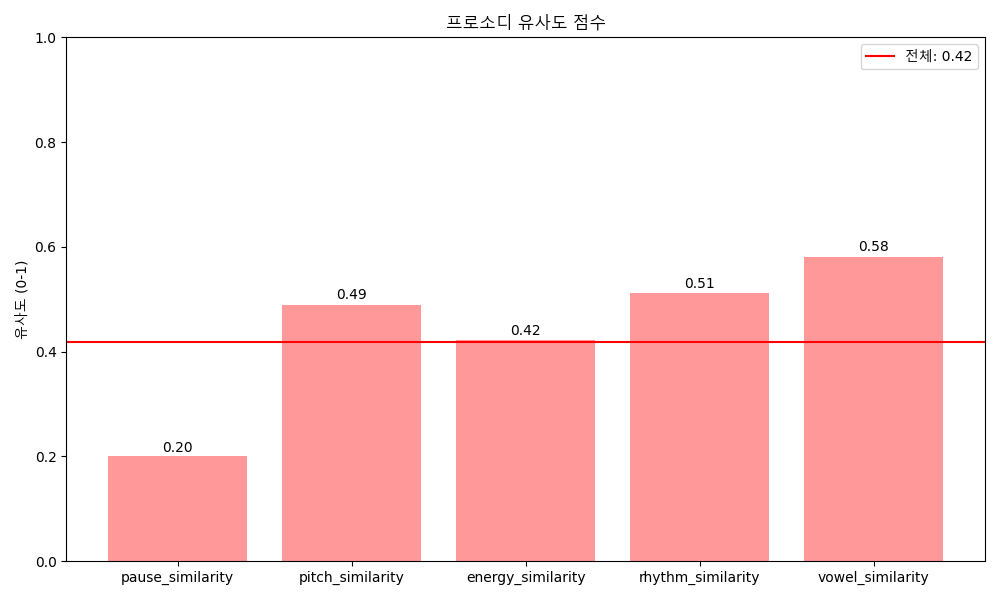 프로소디 유사도 점수
전체: 0.42
유사도 (0-1)
1.0
0.8
0.6
0.4
0.2
0.0
0.20
0.49
0.42
0.51
0.58
pause_similarity
pitch_similarity
energy_similarity
rhythm_similarity
vowel_similarity